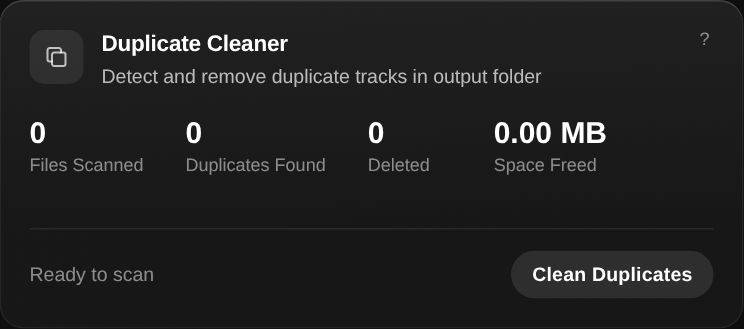 Duplicate Cleaner
?
Detect and remove duplicate tracks in output folder
0
0
0
0.00 MB
Files Scanned
Duplicates Found
Deleted
Space Freed
Ready to scan
Clean Duplicates